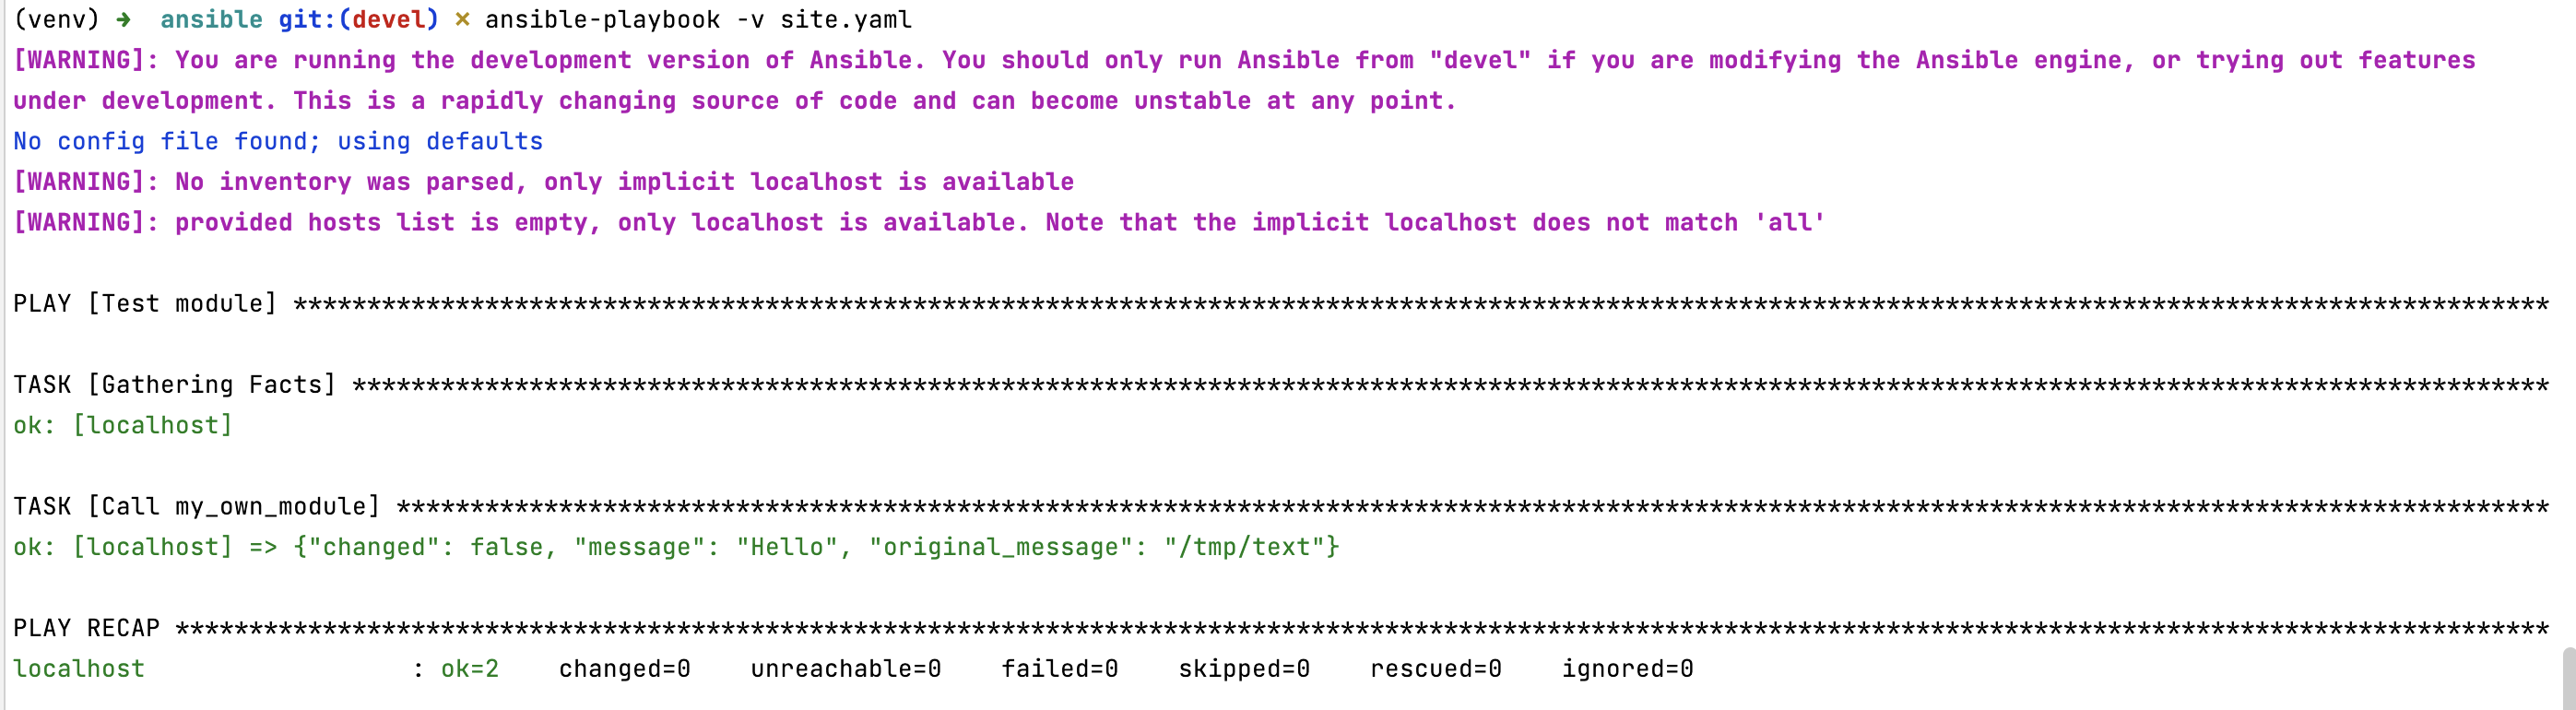 (venv) ➜  ansible git:(devel) ✗ ansible-playbook -v site.yaml
[WARNING]: You are running the development version of Ansible. You should only run Ansible from "devel" if you are modifying the Ansible engine, or trying out features
under development. This is a rapidly changing source of code and can become unstable at any point.
No config file found; using defaults
[WARNING]: No inventory was parsed, only implicit localhost is available
[WARNING]: provided hosts list is empty, only localhost is available. Note that the implicit localhost does not match 'all'
PLAY [Test module] *********************************************************************************************************************************************************
TASK [Gathering Facts] *****************************************************************************************************************************************************
ok: [localhost]
TASK [Call my_own_module] **************************************************************************************************************************************************
ok: [localhost] => {"changed": false, "message": "Hello", "original_message": "/tmp/text"}
PLAY RECAP *****************************************************************************************************************************************************************
localhost                  : ok=2    changed=0    unreachable=0    failed=0    skipped=0    rescued=0    ignored=0